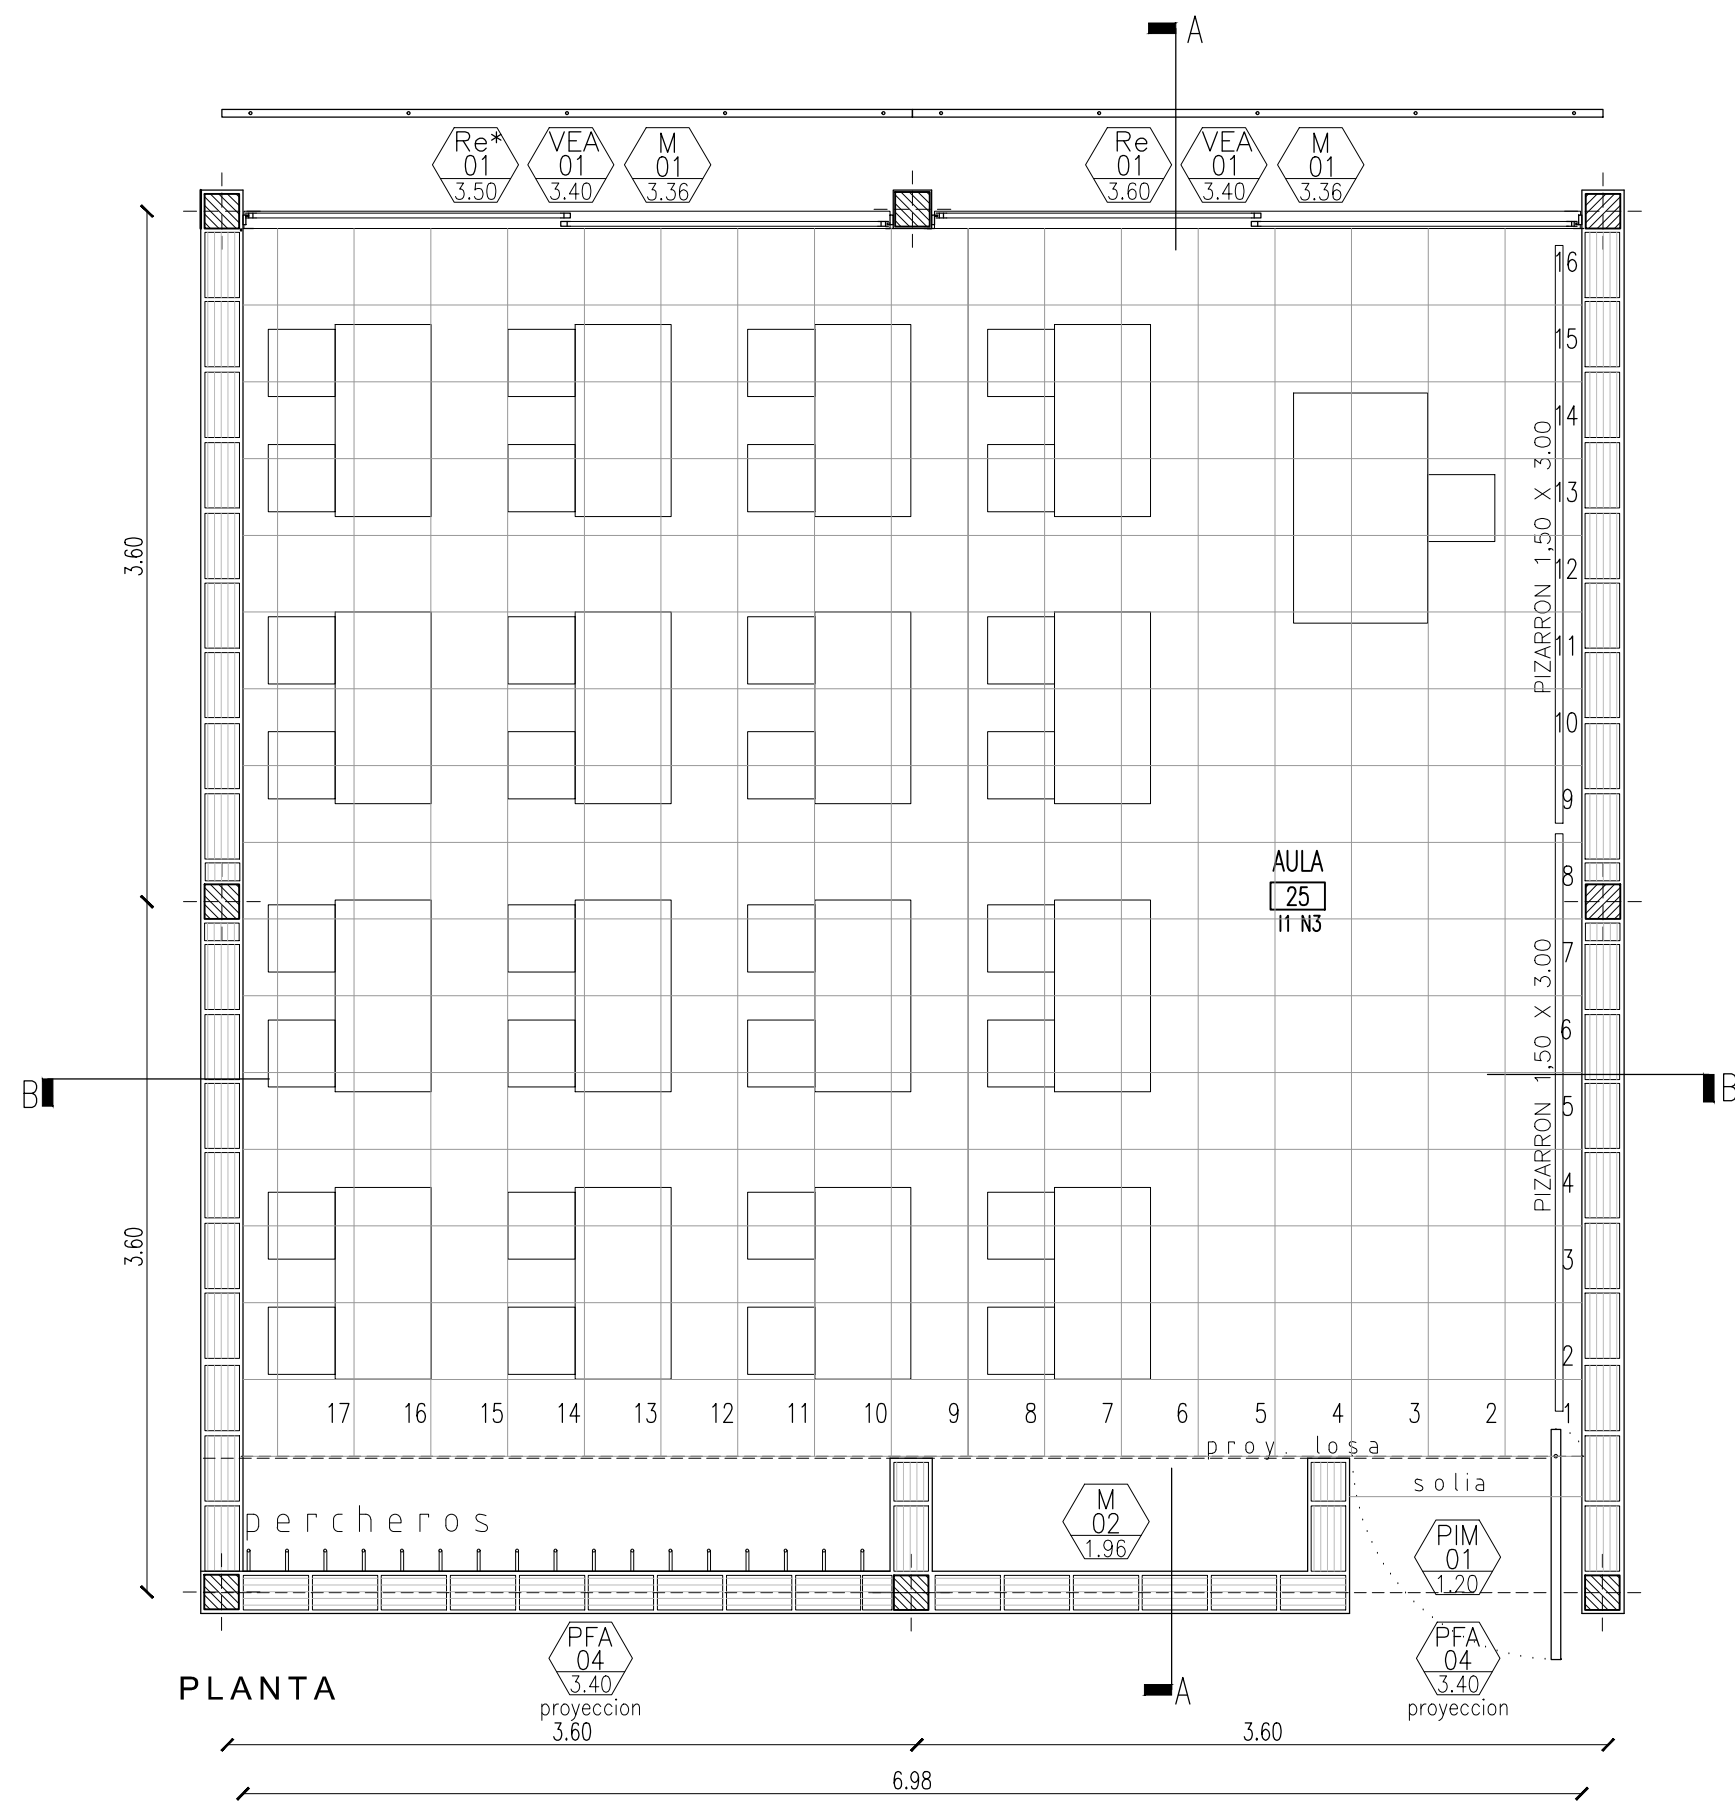 A
Re* VEA M Re VEA M
01 01 01 01 01 01
3.50 3.40 3.36 3.60 3.40 3.36
16
15
14
PIZARRON 1,50 X 3.00
13
3.60
12
11
10
9
AULA
8
25
I1 N3
7
PIZARRON 1,50 X 3.00
6
B B
5
4
3.60
3
2
17 16 15 14 13 12 11 10 9 8 7 6 5 4 3 2 1
proy. losa
solia
percheros
M
02
1.96
PIM
01
1.20
PFA PFA
04 04
3.40 3.40
proyeccion proyeccion
PLANTA
A
3.60 3.60
6.98